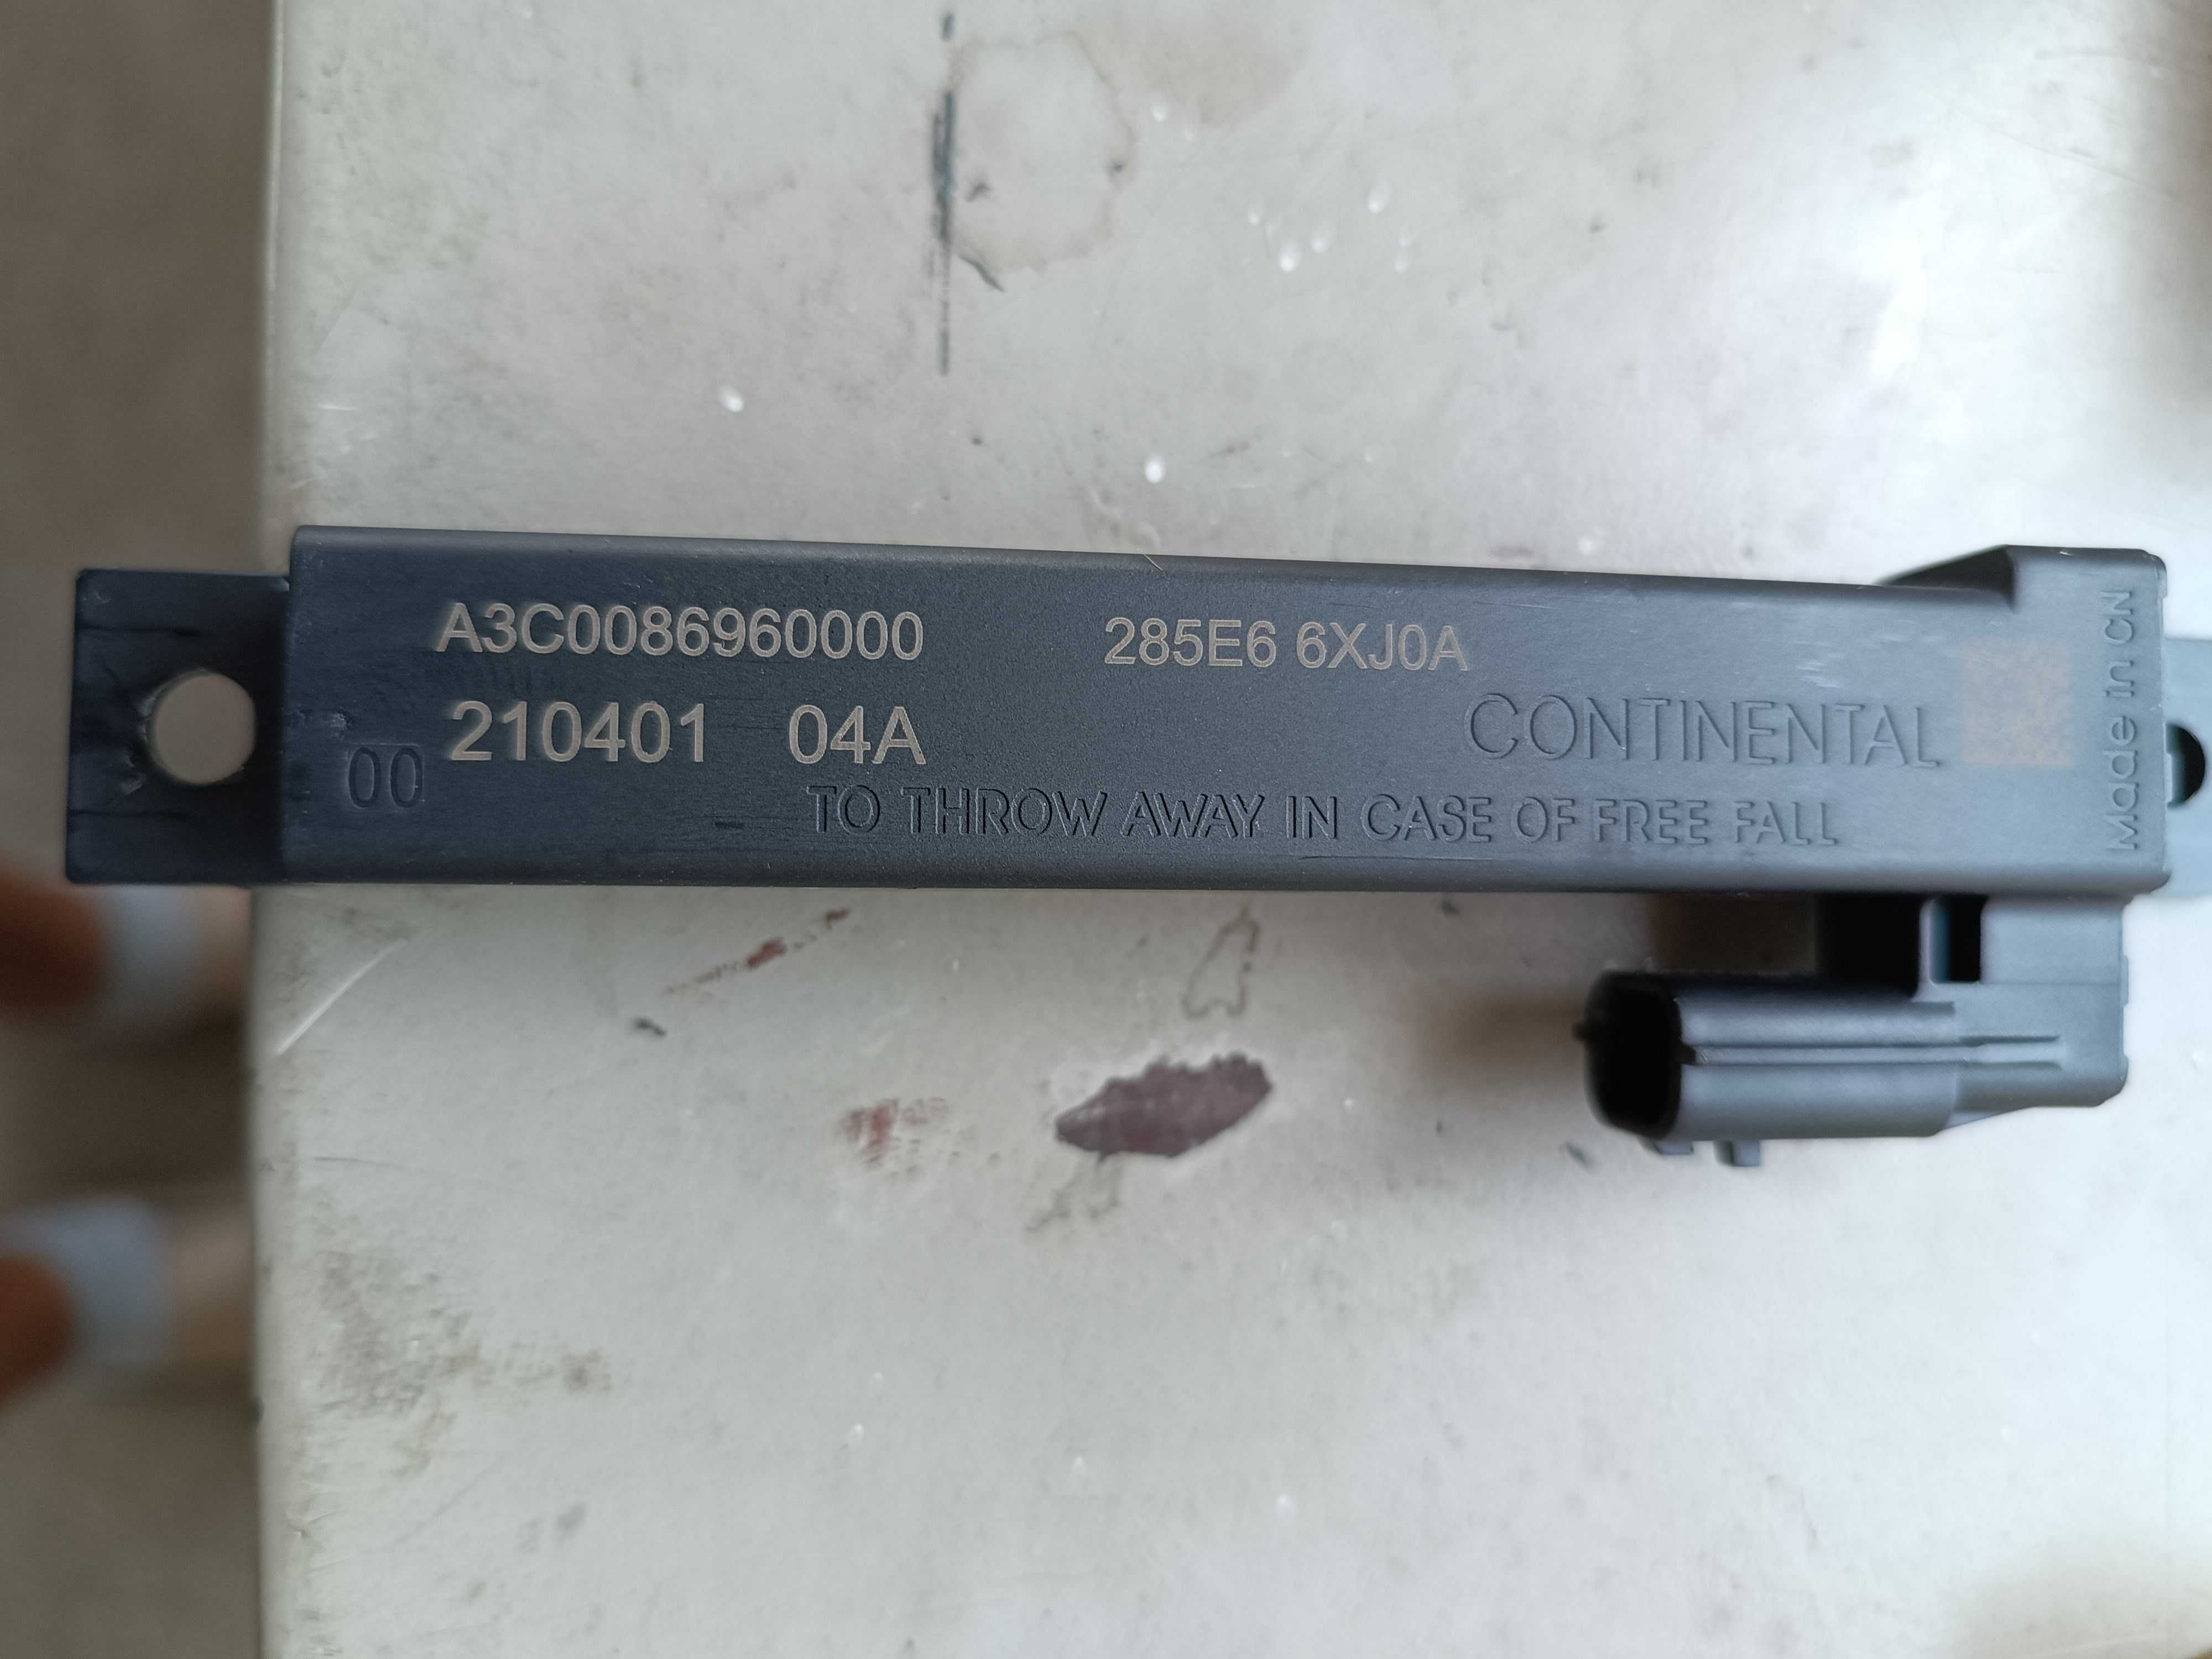 A3C0086960000 285E6 6XJ0A
210401 04A
CONTINENTAL
00
TO THROW AWAY IN CASE OF FREE FALL
Made in CN